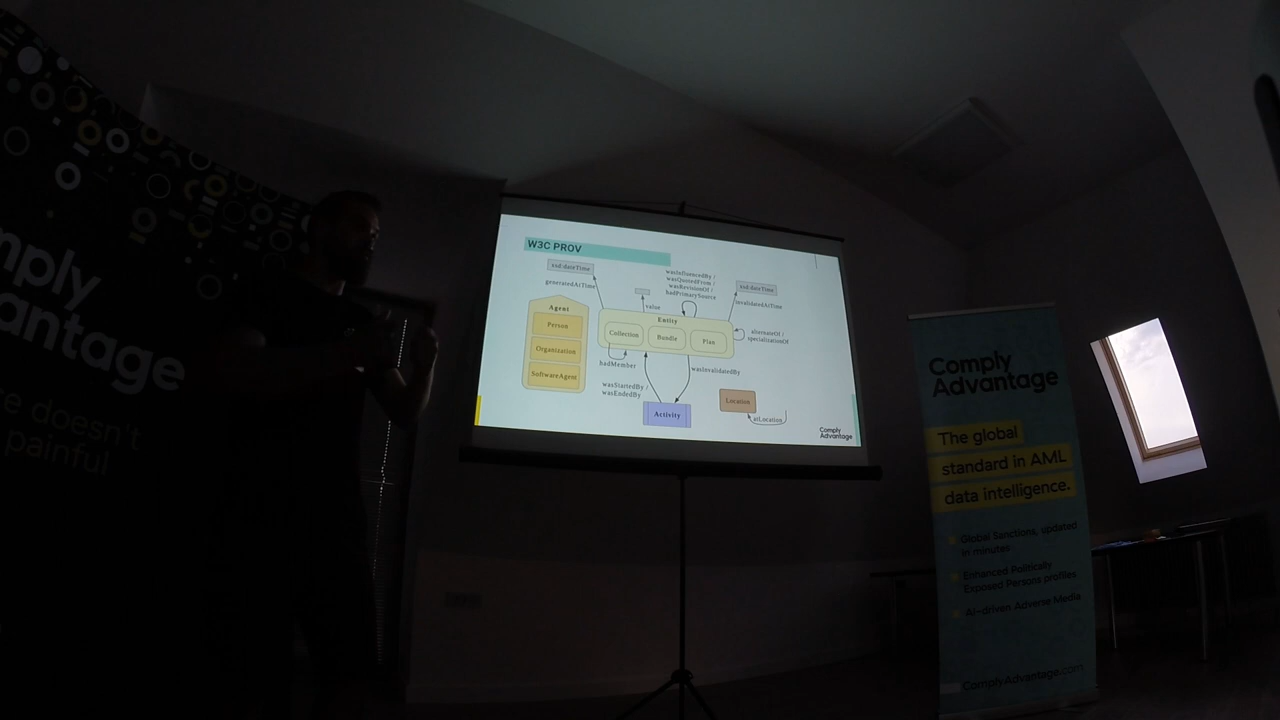 mply
antage
re doesn't
painful
W3C PROV
xsd:dateTime
generatedAtTime
wasInfluencedBy /
wasQuotedFrom /
wasRevisionOf /
hadPrimarySource
xsd:dateTime
invalidatedAtTime
value
Agent
Person
Organization
SoftwareAgent
Entity
Collection
Bundle
Plan
alternateOf /
specializationOf
hadMember
wasInvalidatedBy
wasStartedBy /
wasEndedBy
Activity
Location
atLocation
Comply
Advantage
Comply
Advantage
The global
standard in AML
data intelligence.
Global Sanctions, updated
in minutes
Enhanced Politically
Exposed Persons profiles
AI-driven Adverse Media
ComplyAdvantage.com